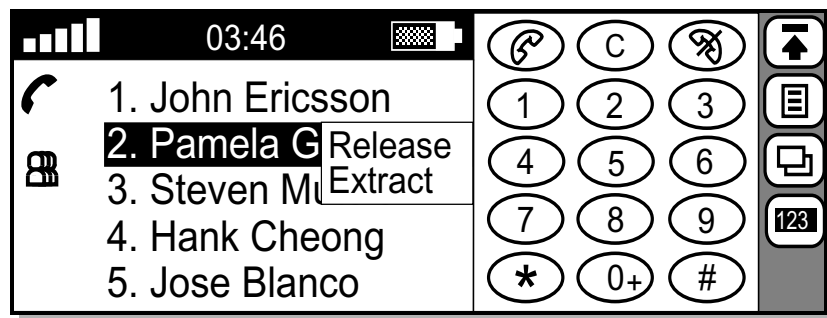 03:46
1. John Ericsson
2. Pamela G
Release
3. Steven
Extract
4. Hank Cheong
5. Jose Blanco
C
1 2 3
4 5 6
7 8 9
* 0+ #
123